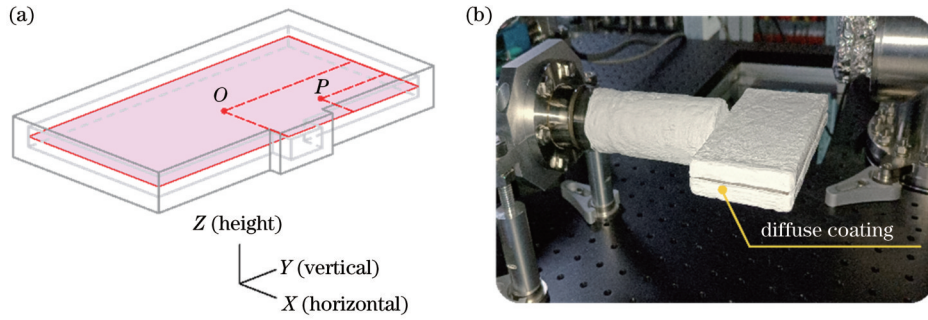 (a)
O
P
Z (height)
Y (vertical)
X (horizontal)
(b)
diffuse coating